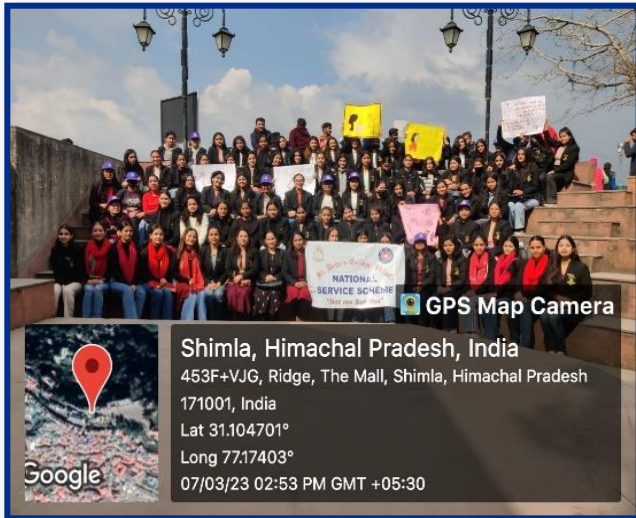 NATIONAL
SERVICE SCHEME
"Not me But You"
GPS Map Camera
Shimla, Himachal Pradesh, India
453F+VJG, Ridge, The Mall, Shimla, Himachal Pradesh
171001, India
Lat 31.104701°
Long 77.17403°
07/03/23 02:53 PM GMT +05:30
Google